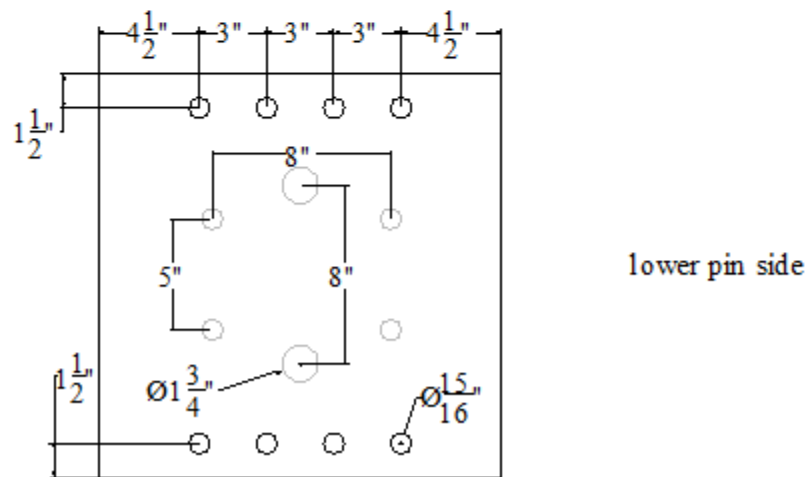 4 1/2" 3" 3" 3" 4 1/2"
1 1/2"
8"
5" 8"
lower pin side
1 1/2"
Ø1 3/4"
Ø15/16"